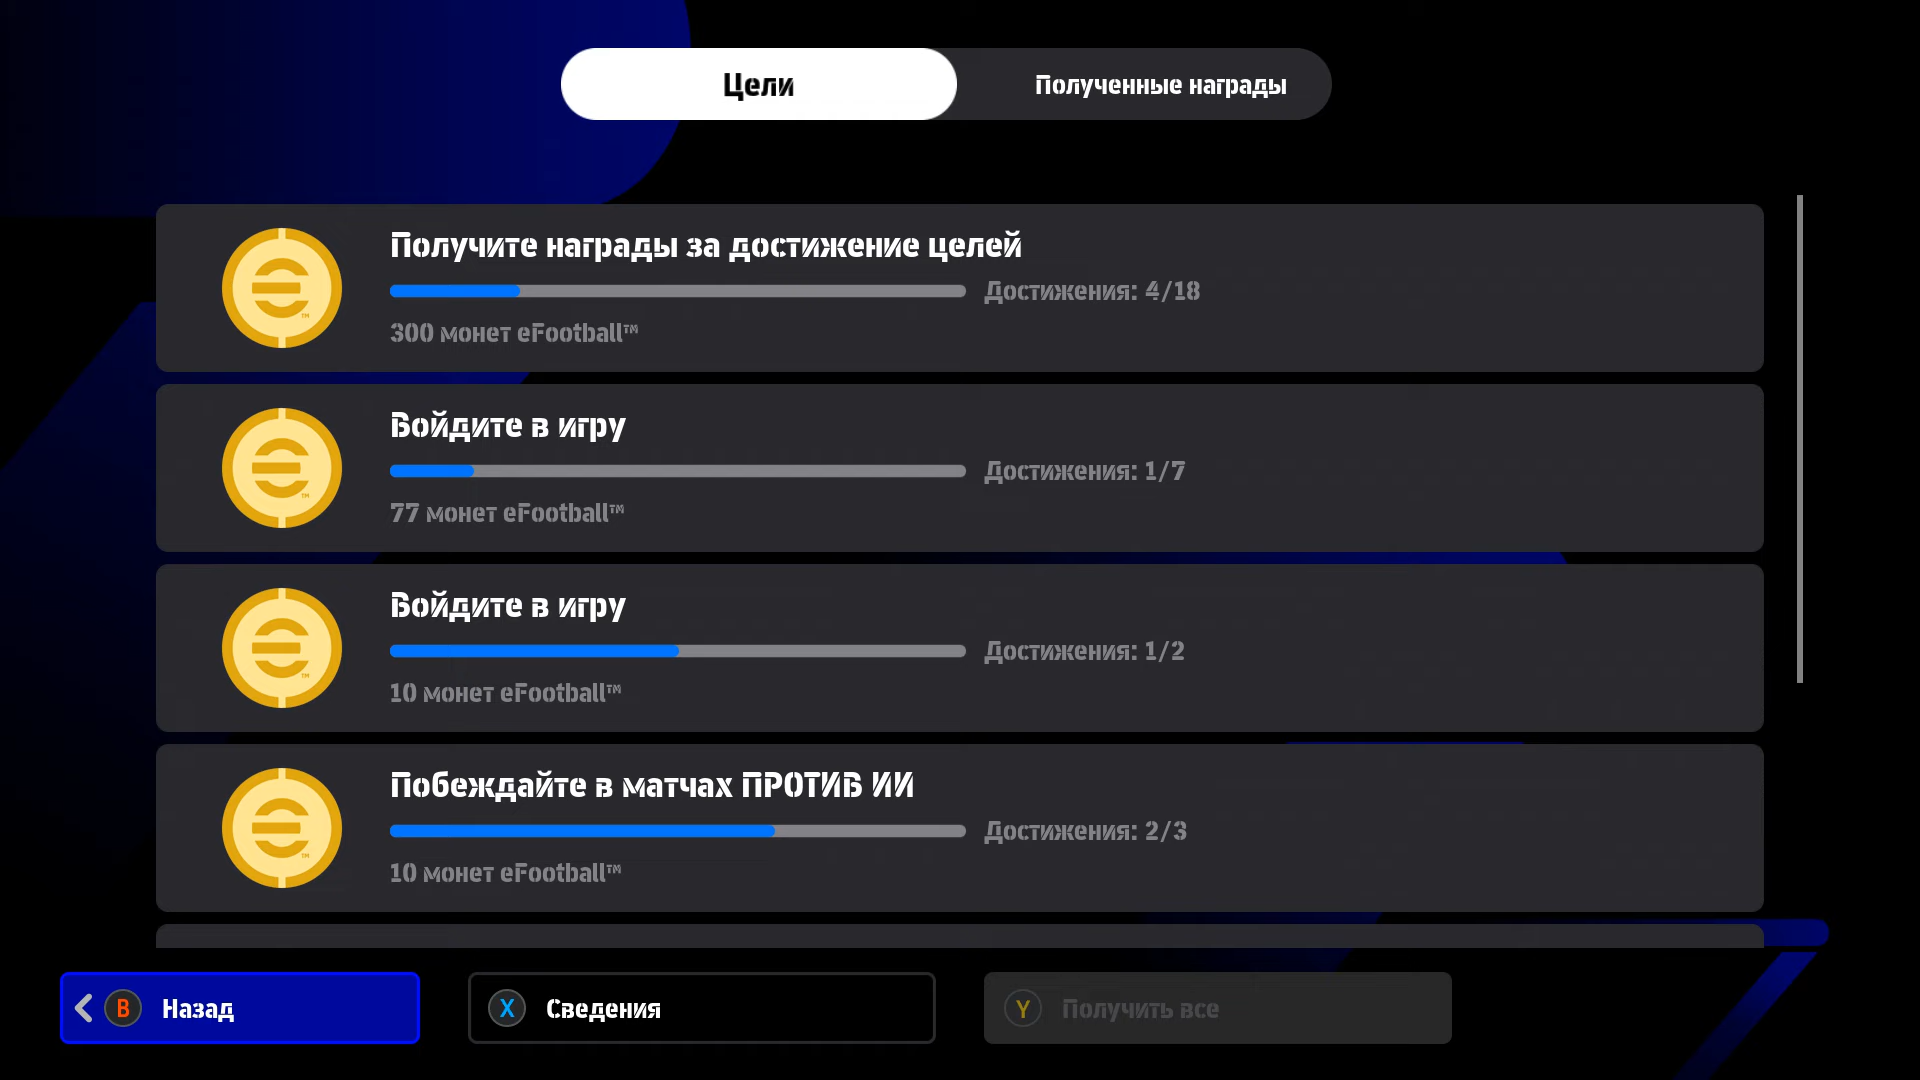 Цели
Полученные награды
Получите награды за достижение целей
Достижения: 4/18
300 монет eFootball™
Войдите в игру
Достижения: 1/7
77 монет eFootball™
Войдите в игру
Достижения: 1/2
10 монет eFootball™
Побеждайте в матчах ПРОТИВ ИИ
Достижения: 2/3
10 монет eFootball™
B Назад
X Сведения
Y Получить все